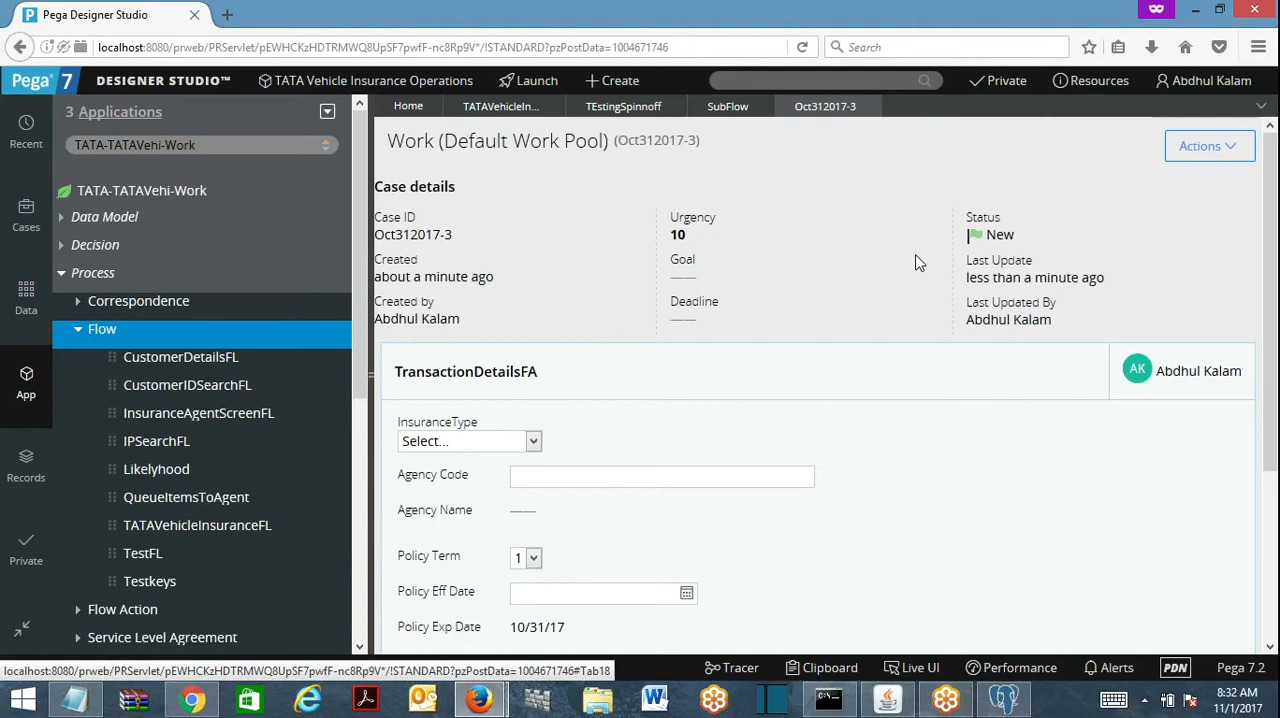 Pega Designer Studio
localhost:8080/prweb/PRServlet/pEWHCKzHDTRMWQ8UpSF7pwfF-nc8Rp9V*/!STANDARD?pzPostData=1004671746
Search
Pega 7
DESIGNER STUDIO™
TATA Vehicle Insurance Operations
Launch
Create
Private
Resources
Abdhul Kalam
3 Applications
Home
TATAVehicleIn...
TEstingSpinnoff
SubFlow
Oct312017-3
TATA-TATAVehi-Work
Recent
Cases
Data
App
Records
Private
TATA-TATAVehi-Work
Data Model
Decision
Process
Correspondence
Flow
CustomerDetailsFL
CustomerIDSearchFL
InsuranceAgentScreenFL
IPSearchFL
Likelyhood
QueueItemsToAgent
TATAVehicleInsuranceFL
TestFL
Testkeys
Flow Action
Service Level Agreement
Work (Default Work Pool) (Oct312017-3)
Actions
Case details
Case ID
Oct312017-3
Created
about a minute ago
Created by
Abdhul Kalam
Urgency
10
Goal
——
Deadline
——
Status
New
Last Update
less than a minute ago
Last Updated By
Abdhul Kalam
TransactionDetailsFA
AK Abdhul Kalam
InsuranceType
Select...
Agency Code
Agency Name ——
Policy Term 1
Policy Eff Date
Policy Exp Date 10/31/17
localhost:8080/prweb/PRServlet/pEWHCKzHDTRMWQ8UpSF7pwfF-nc8Rp9V*/!STANDARD?pzPostData=1004671746#Tab18
Tracer
Clipboard
Live UI
Performance
Alerts
PDN
Pega 7.2
8:32 AM
11/1/2017